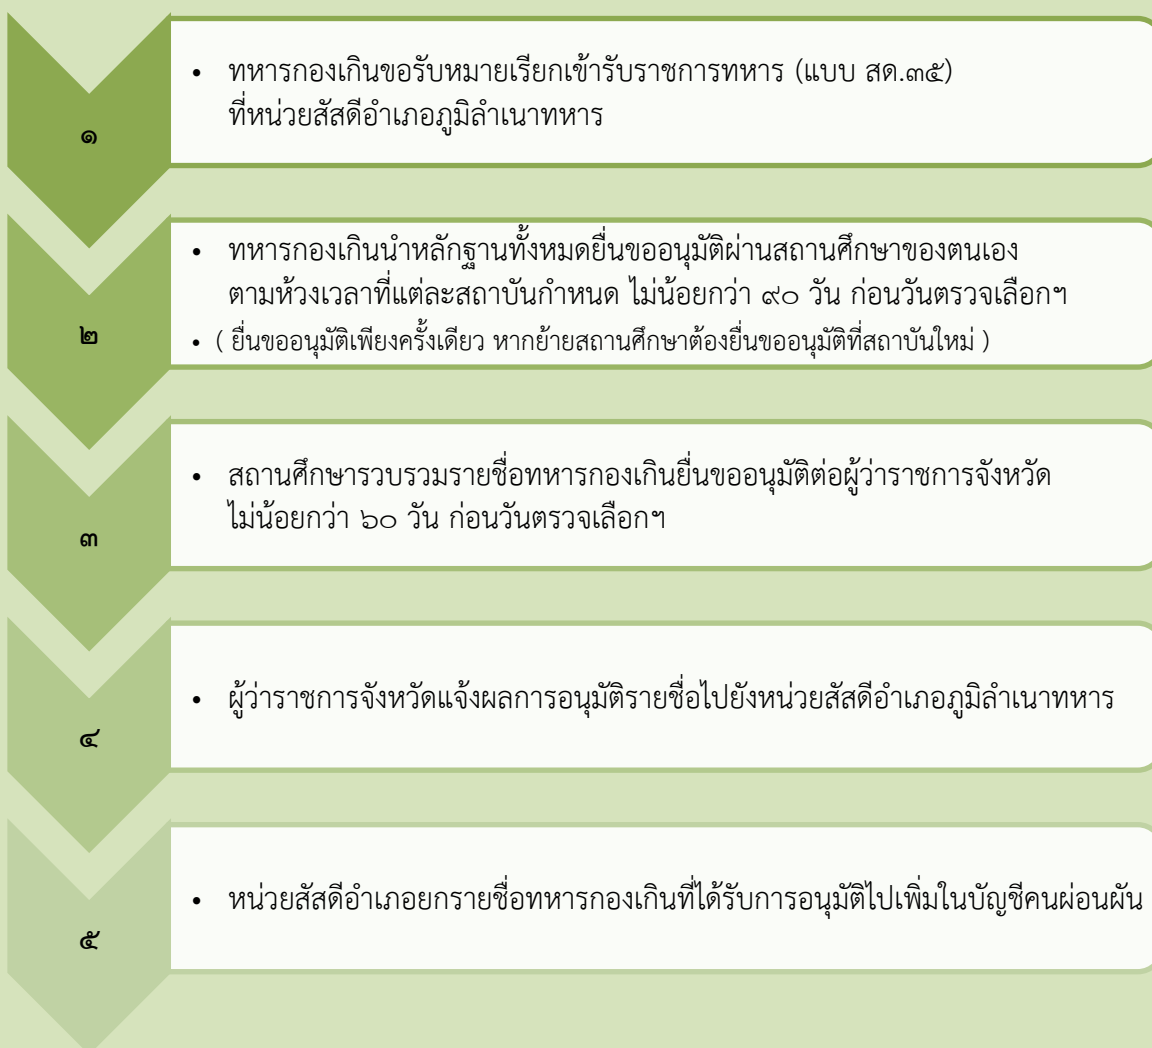 ๑
• ทหารกองเกินขอรับหมายเรียกเข้ารับราชการทหาร (แบบ สด.๓๕)
ที่หน่วยสัสดีอำเภอภูมิลำเนาทหาร
๒
• ทหารกองเกินนำหลักฐานทั้งหมดยื่นขออนุมัติผ่านสถานศึกษาของตนเอง
ตามห้วงเวลาที่แต่ละสถาบันกำหนด ไม่น้อยกว่า ๙๐ วัน ก่อนวันตรวจเลือกฯ
• ( ยื่นขออนุมัติเพียงครั้งเดียว หากย้ายสถานศึกษาต้องยื่นขออนุมัติที่สถาบันใหม่ )
๓
• สถานศึกษารวบรวมรายชื่อทหารกองเกินยื่นขออนุมัติต่อผู้ว่าราชการจังหวัด
ไม่น้อยกว่า ๖๐ วัน ก่อนวันตรวจเลือกฯ
๔
• ผู้ว่าราชการจังหวัดแจ้งผลการอนุมัติรายชื่อไปยังหน่วยสัสดีอำเภอภูมิลำเนาทหาร
๕
• หน่วยสัสดีอำเภอยกรายชื่อทหารกองเกินที่ได้รับการอนุมัติไปเพิ่มในบัญชีคนผ่อนผัน